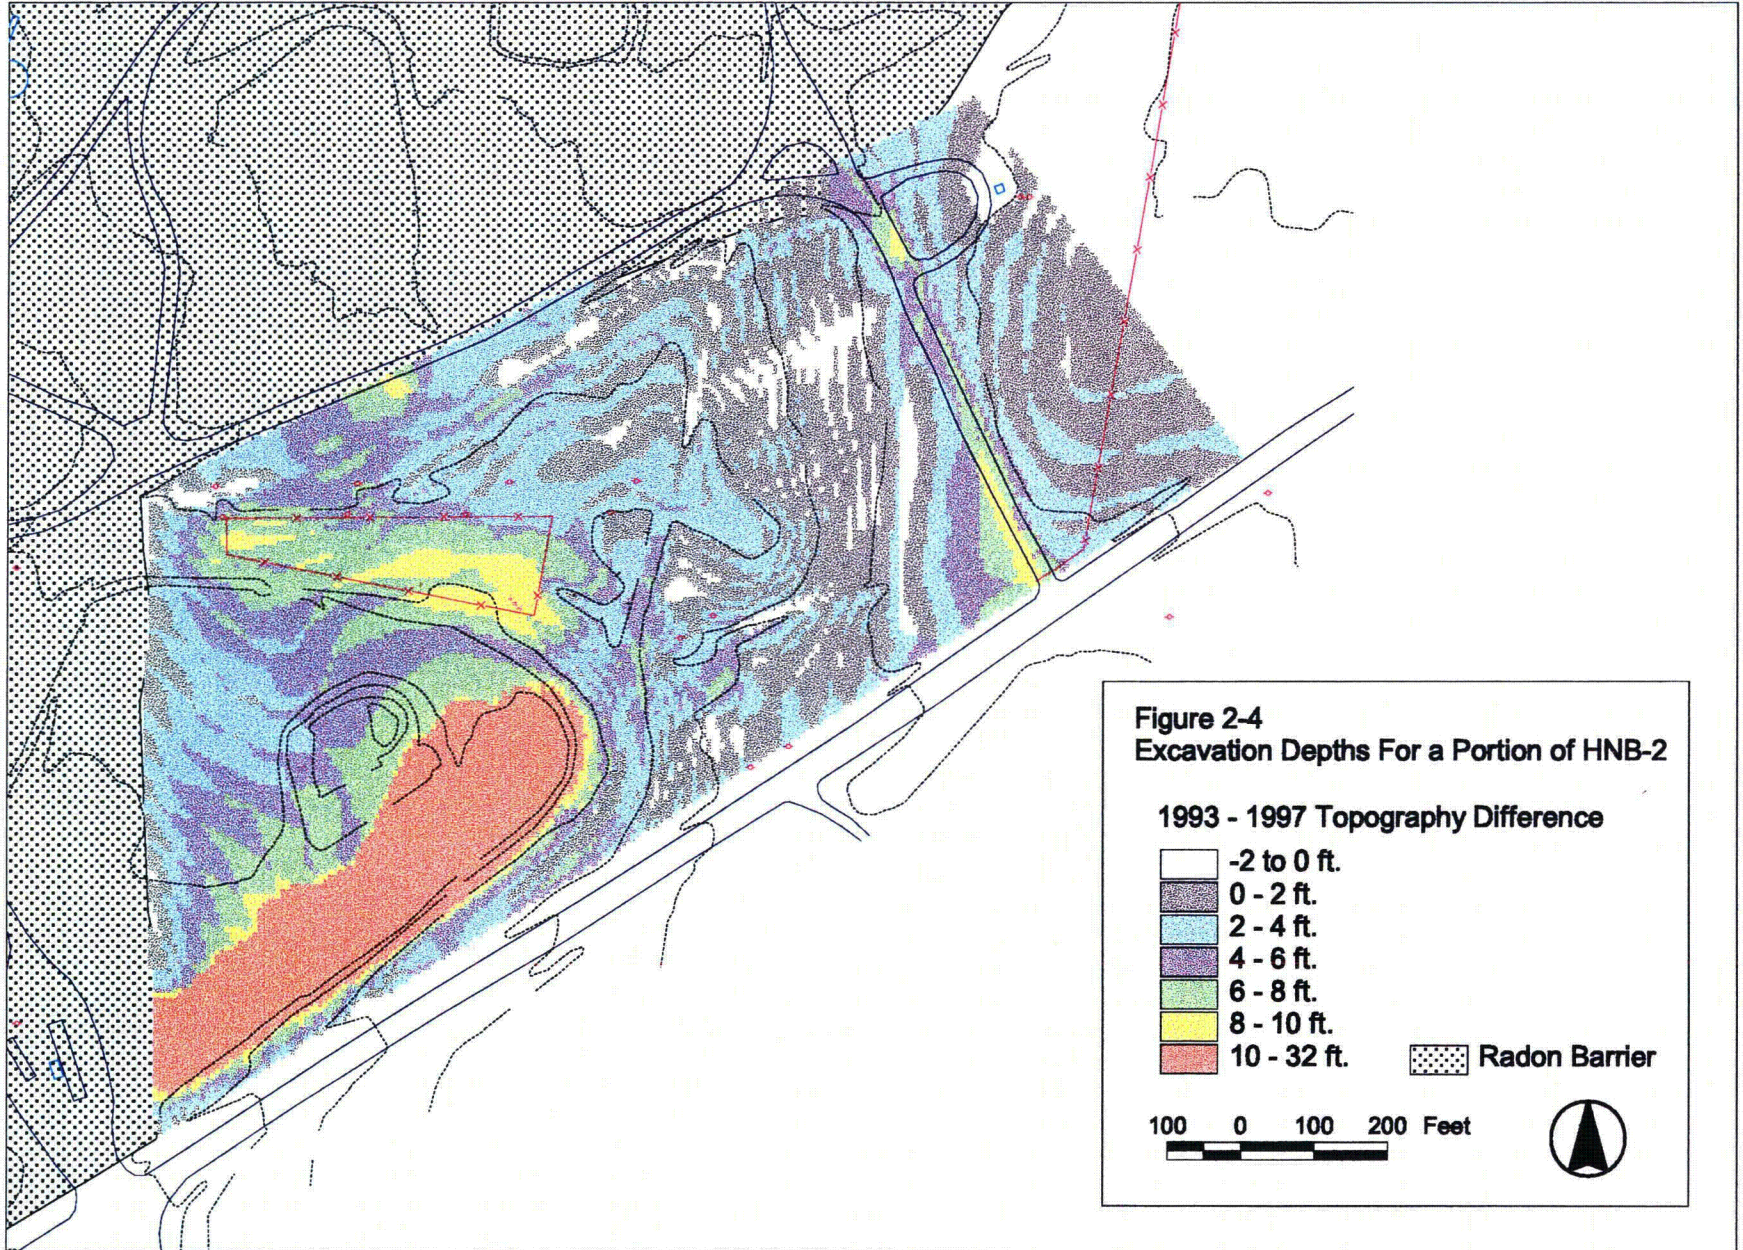 Figure 2-4
Excavation Depths For a Portion of HNB-2
1993 - 1997 Topography Difference
-2 to 0 ft.
0 - 2 ft.
2 - 4 ft.
4 - 6 ft.
6 - 8 ft.
8 - 10 ft.
10 - 32 ft.
Radon Barrier
100 0 100 200 Feet